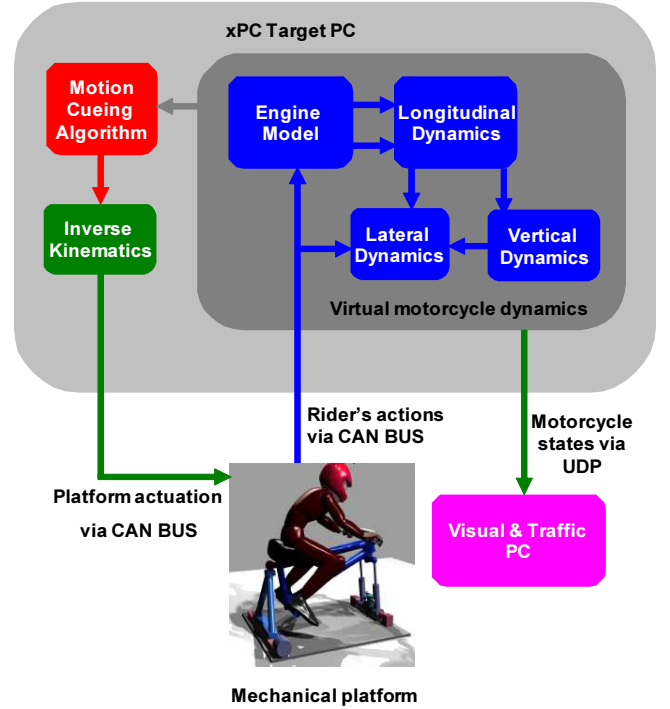 xPC Target PC
Motion
Cueing
Algorithm
Engine
Model
Longitudinal
Dynamics
Inverse
Kinematics
Lateral
Dynamics
Vertical
Dynamics
Virtual motorcycle dynamics
Rider's actions
via CAN BUS
Motorcycle
states via
UDP
Platform actuation
via CAN BUS
Visual & Traffic
PC
Mechanical platform